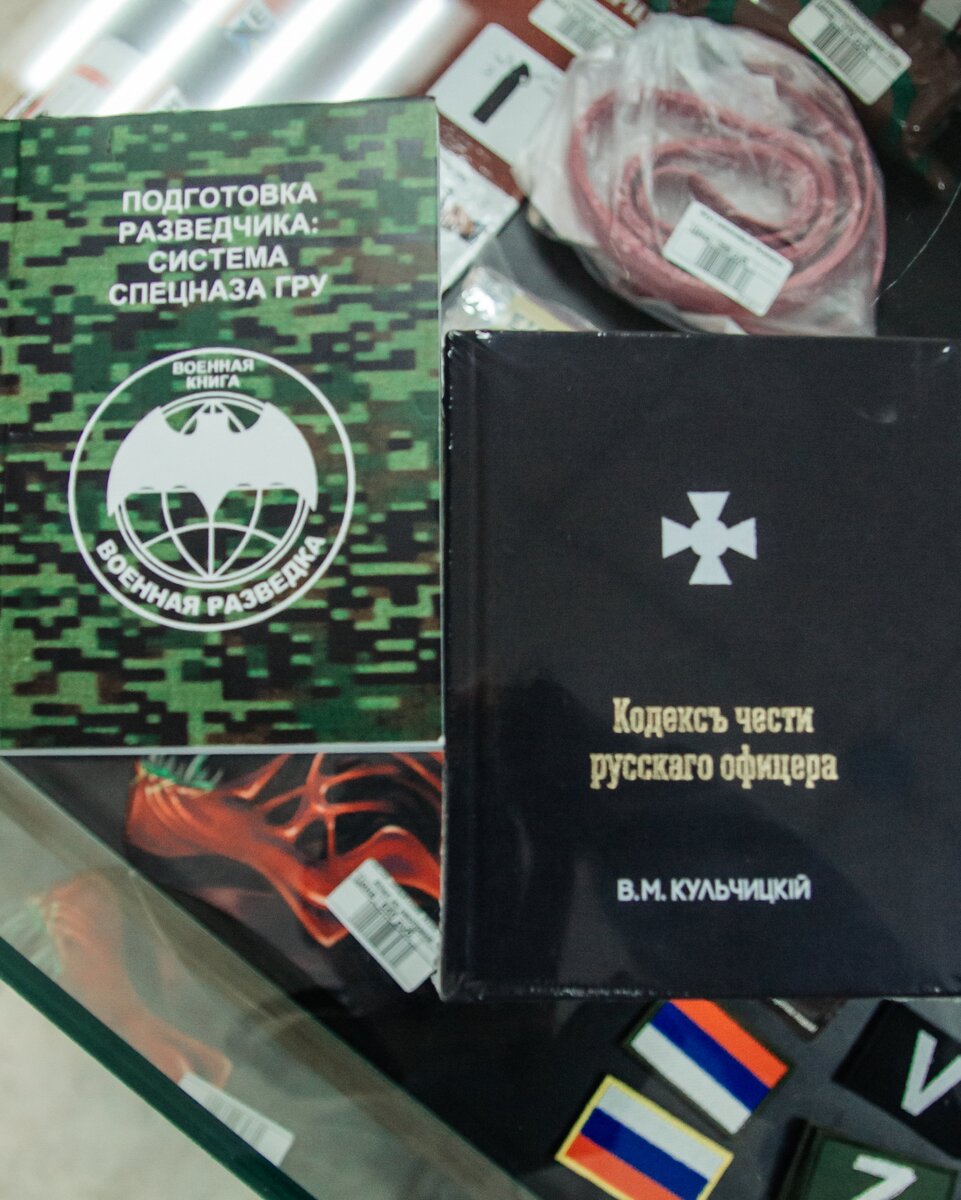 ПОДГОТОВКА
РАЗВЕДЧИКА:
СИСТЕМА
СПЕЦНАЗА ГРУ
ВОЕННАЯ
КНИГА
ВОЕННАЯ РАЗВЕДКА
Кодексъ чести
русскаго офицера
В.М. КУЛЬЧИЦКІЙ
V
Z